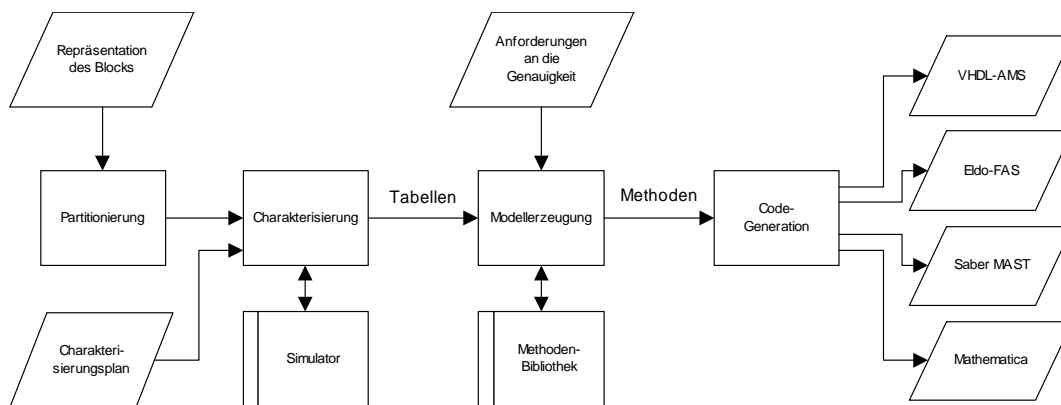 Repräsentation
des Blocks
Anforderungen
an die
Genauigkeit
VHDL-AMS
Eldo-FAS
Partitionierung
Charakterisierung
Tabellen
Modellerzeugung
Methoden
Code-
Generation
Saber MAST
Charakteri-
sierungsplan
Simulator
Methoden-
Bibliothek
Mathematica